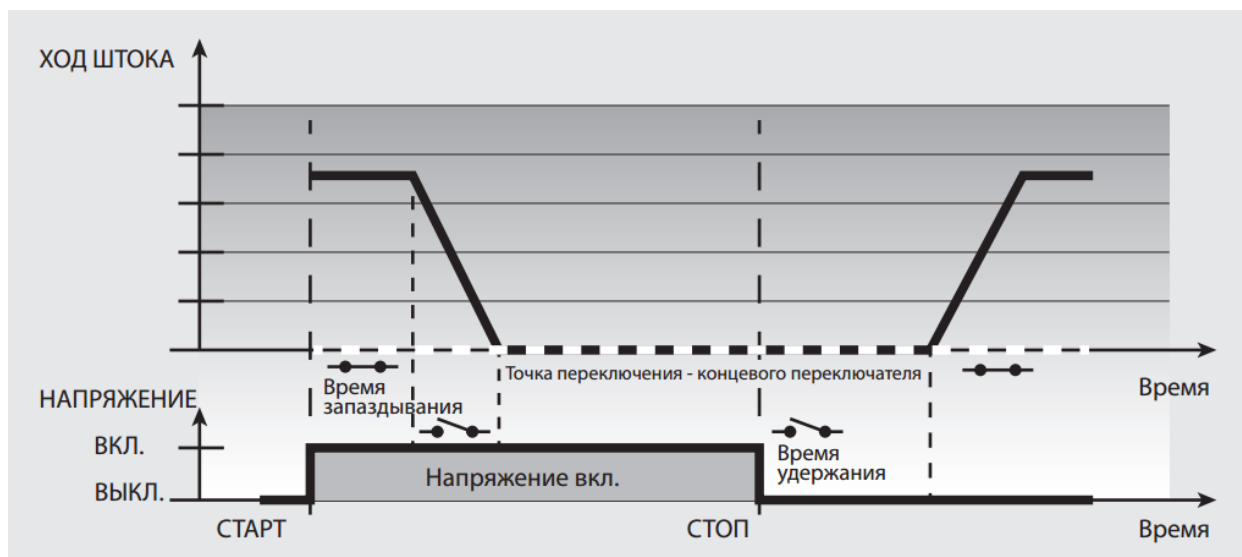 ХОД ШТОКА
Точка переключения - концевого переключателя
Время
Время
запаздывания
НАПРЯЖЕНИЕ
ВКЛ.
Время
удержания
Напряжение вкл.
ВЫКЛ.
СТАРТ
СТОП
Время